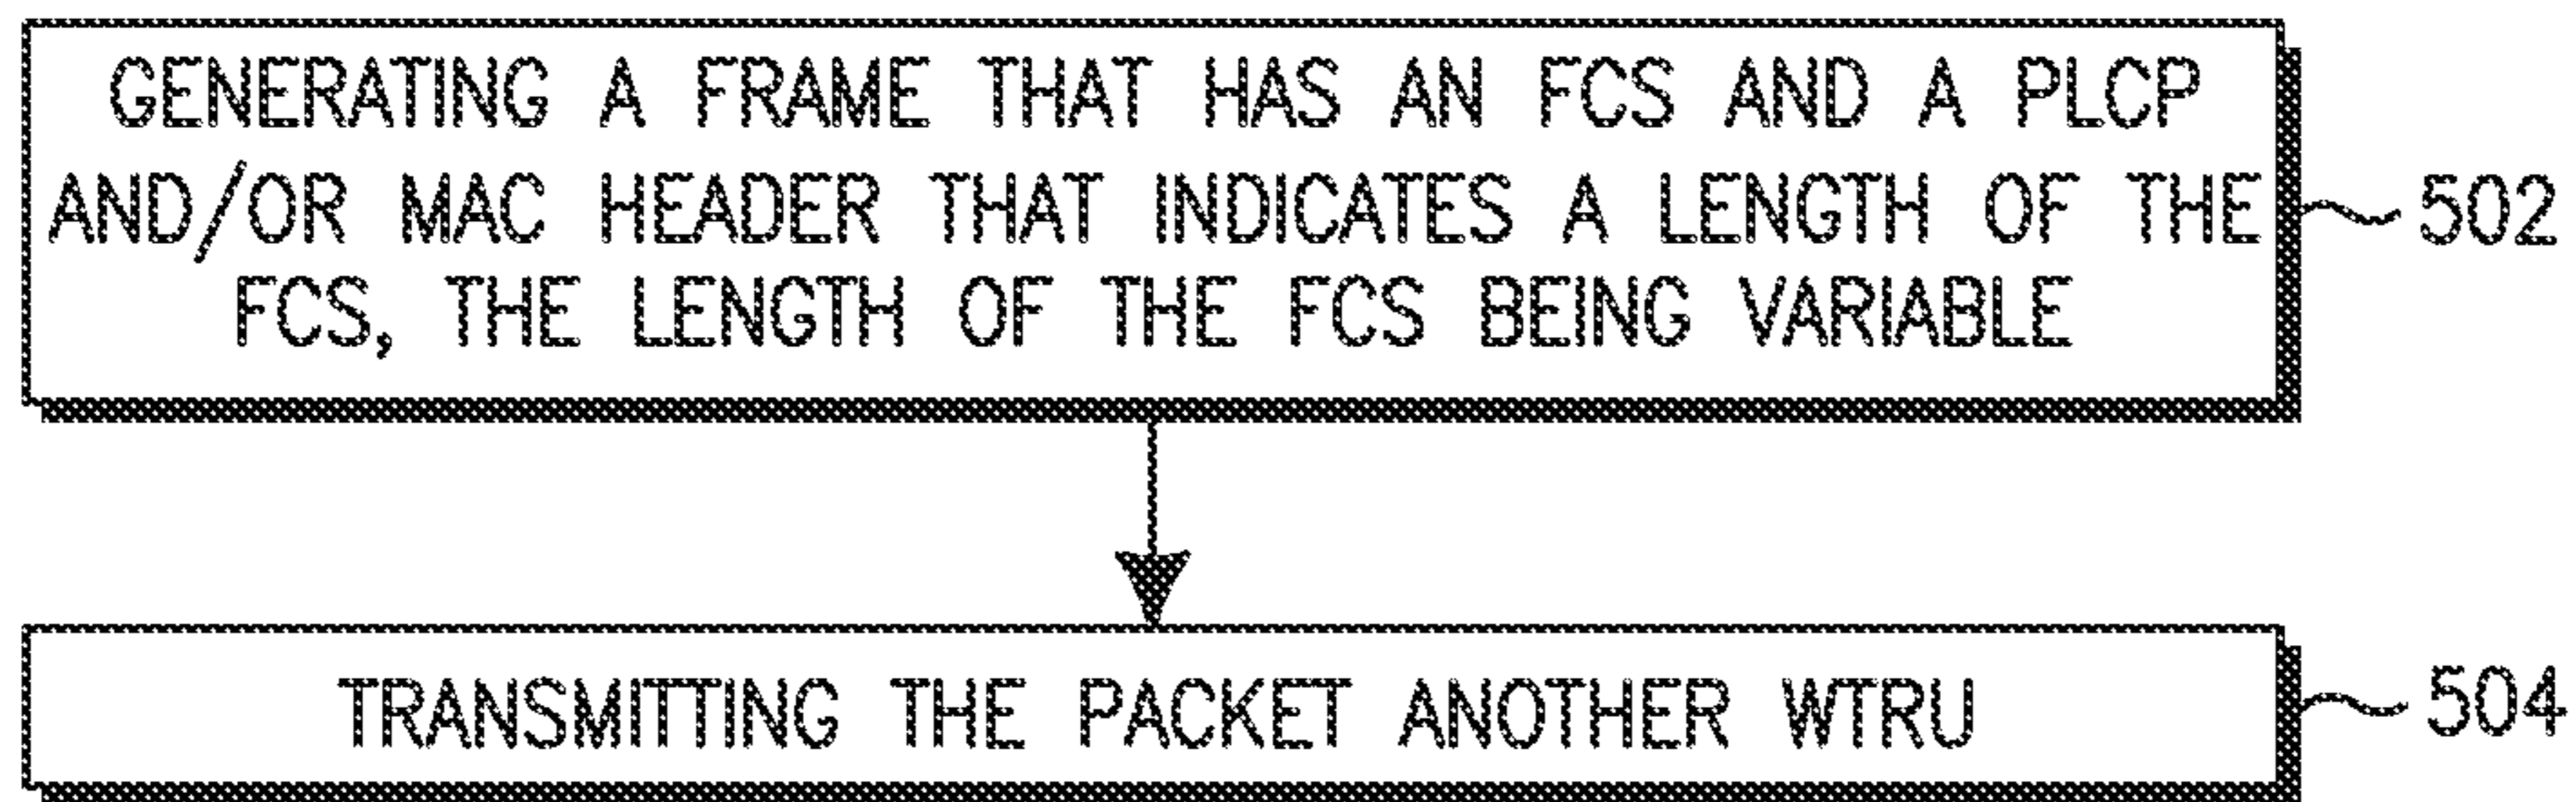 GENERATING A FRAME THAT HAS AN FCS AND A PLCP
AND/OR MAC HEADER THAT INDICATES A LENGTH OF THE
FCS, THE LENGTH OF THE FCS BEING VARIABLE
502
TRANSMITTING THE PACKET ANOTHER WTRU
504